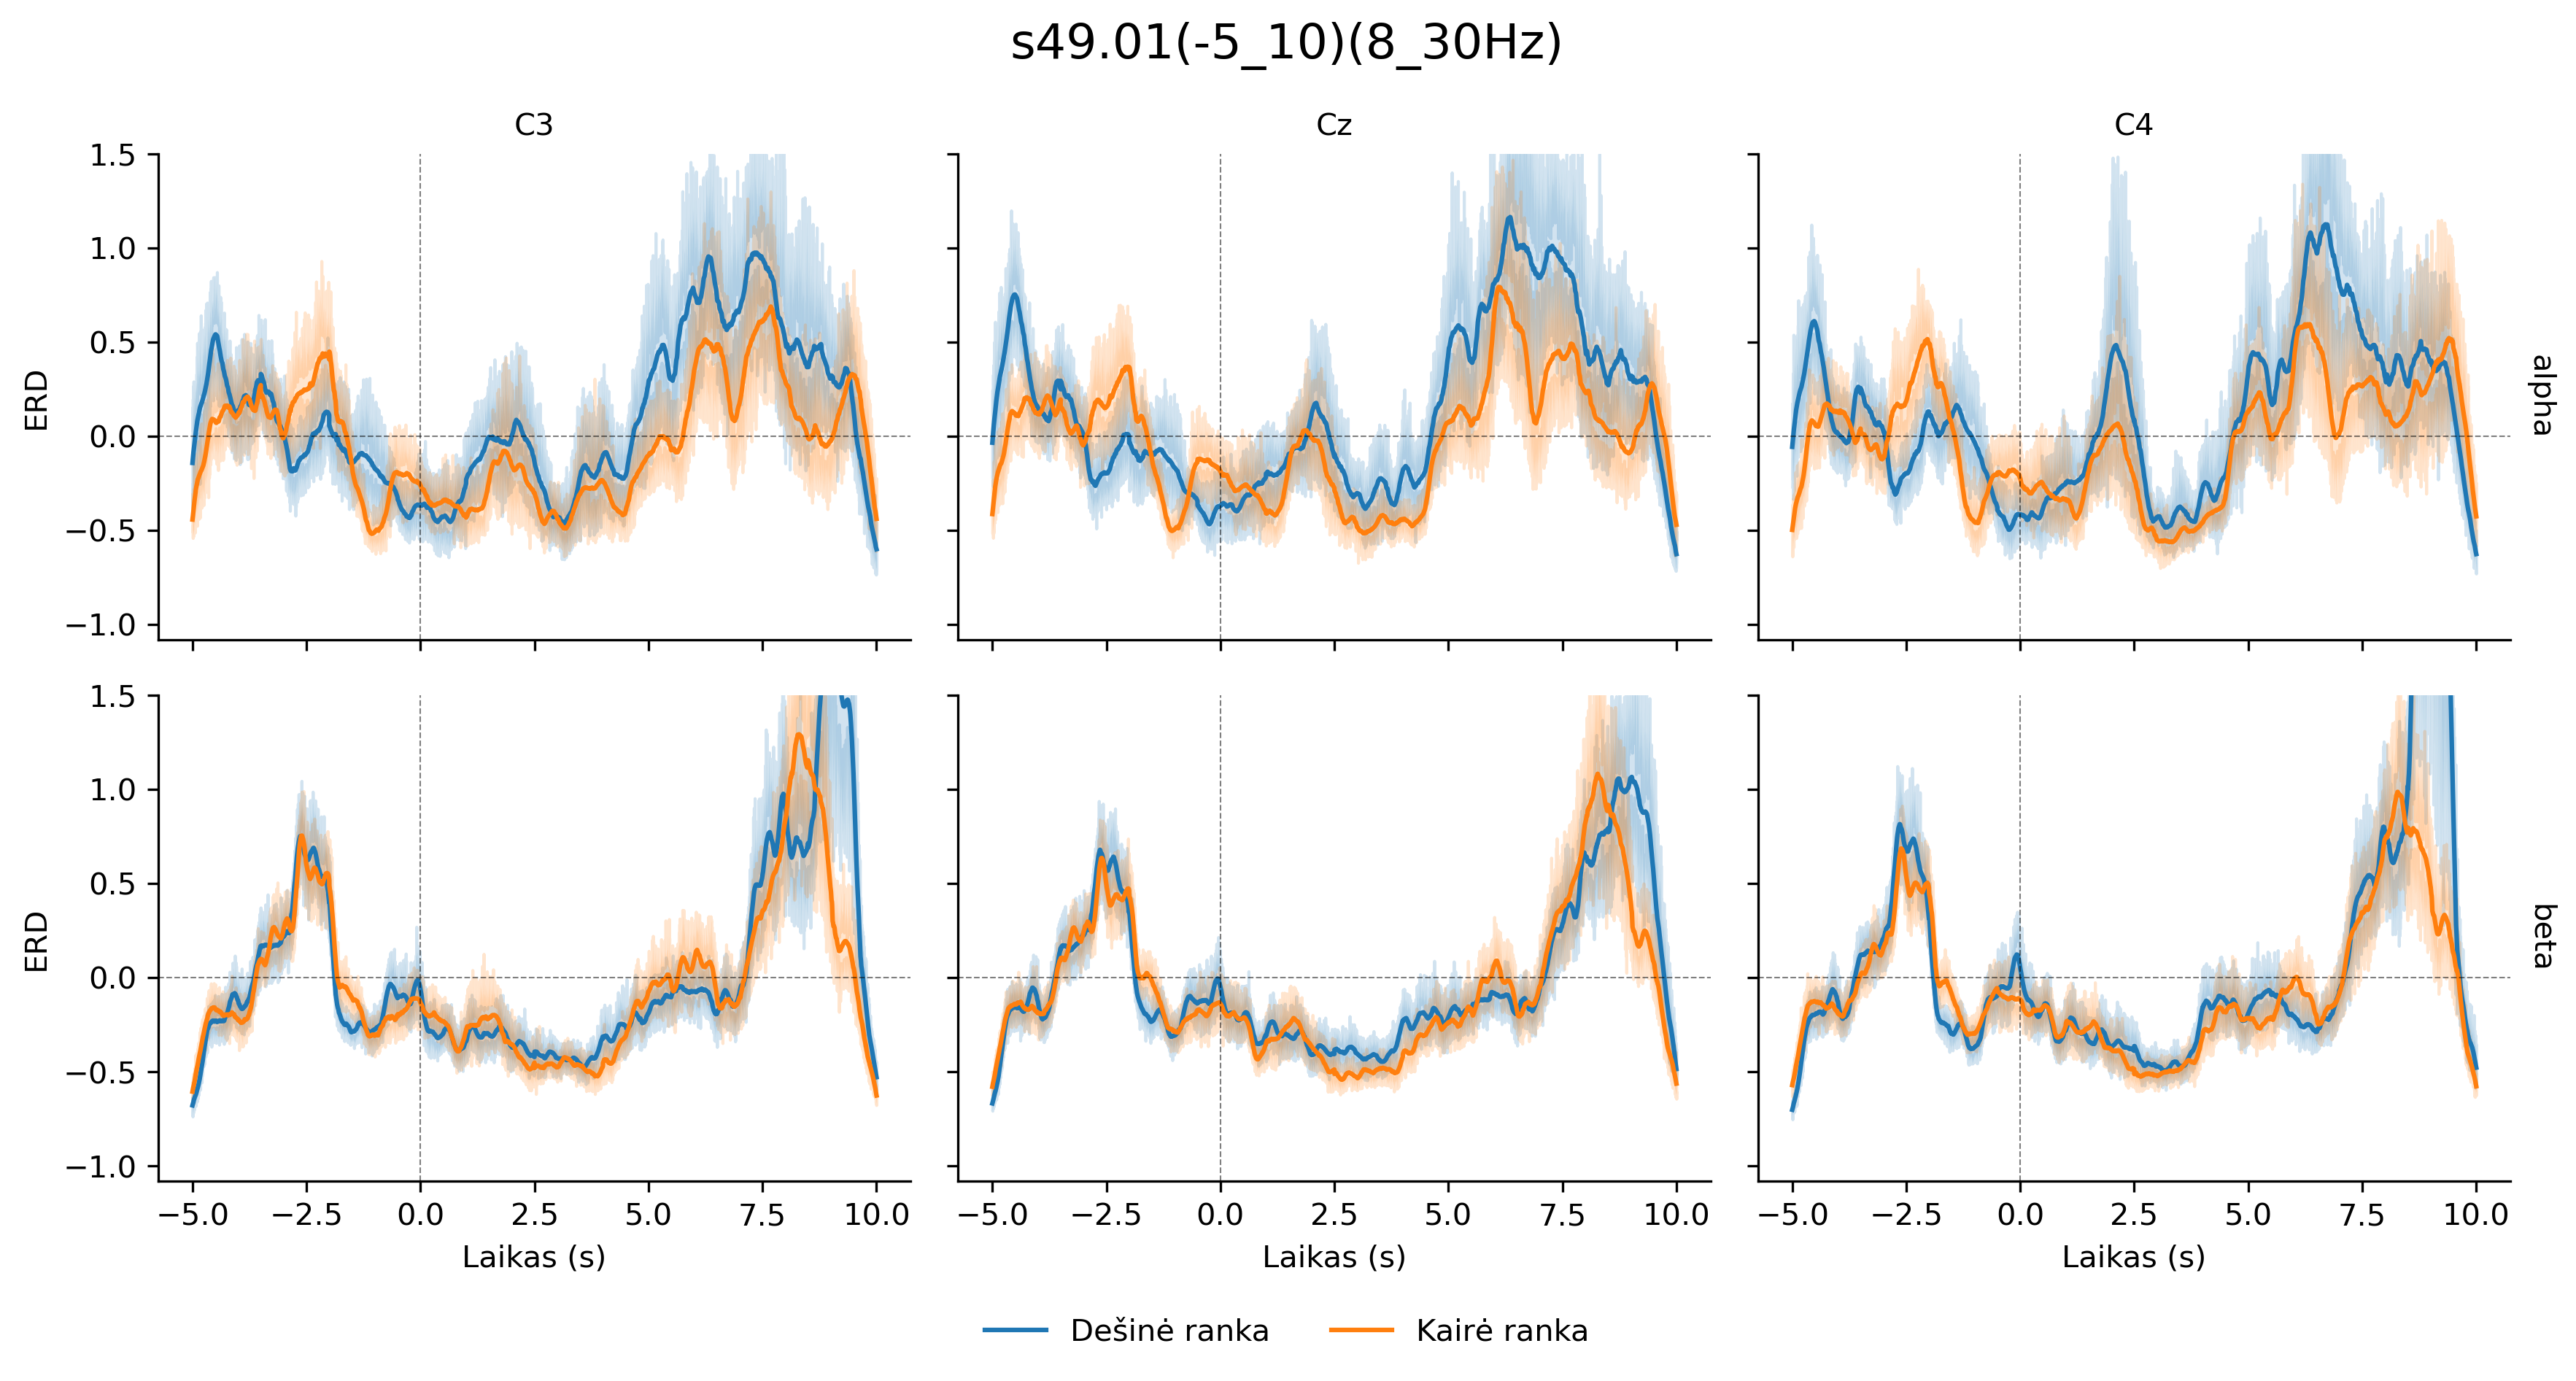 s49.01(-5_10)(8_30Hz)
C3 Cz C4
1.5
1.0
0.5
0.0
−0.5
−1.0
ERD
alpha
1.5
1.0
0.5
0.0
−0.5
−1.0
ERD
beta
−5.0 −2.5 0.0 2.5 5.0 7.5 10.0 −5.0 −2.5 0.0 2.5 5.0 7.5 10.0 −5.0 −2.5 0.0 2.5 5.0 7.5 10.0
Laikas (s) Laikas (s) Laikas (s)
Dešinė ranka Kairė ranka